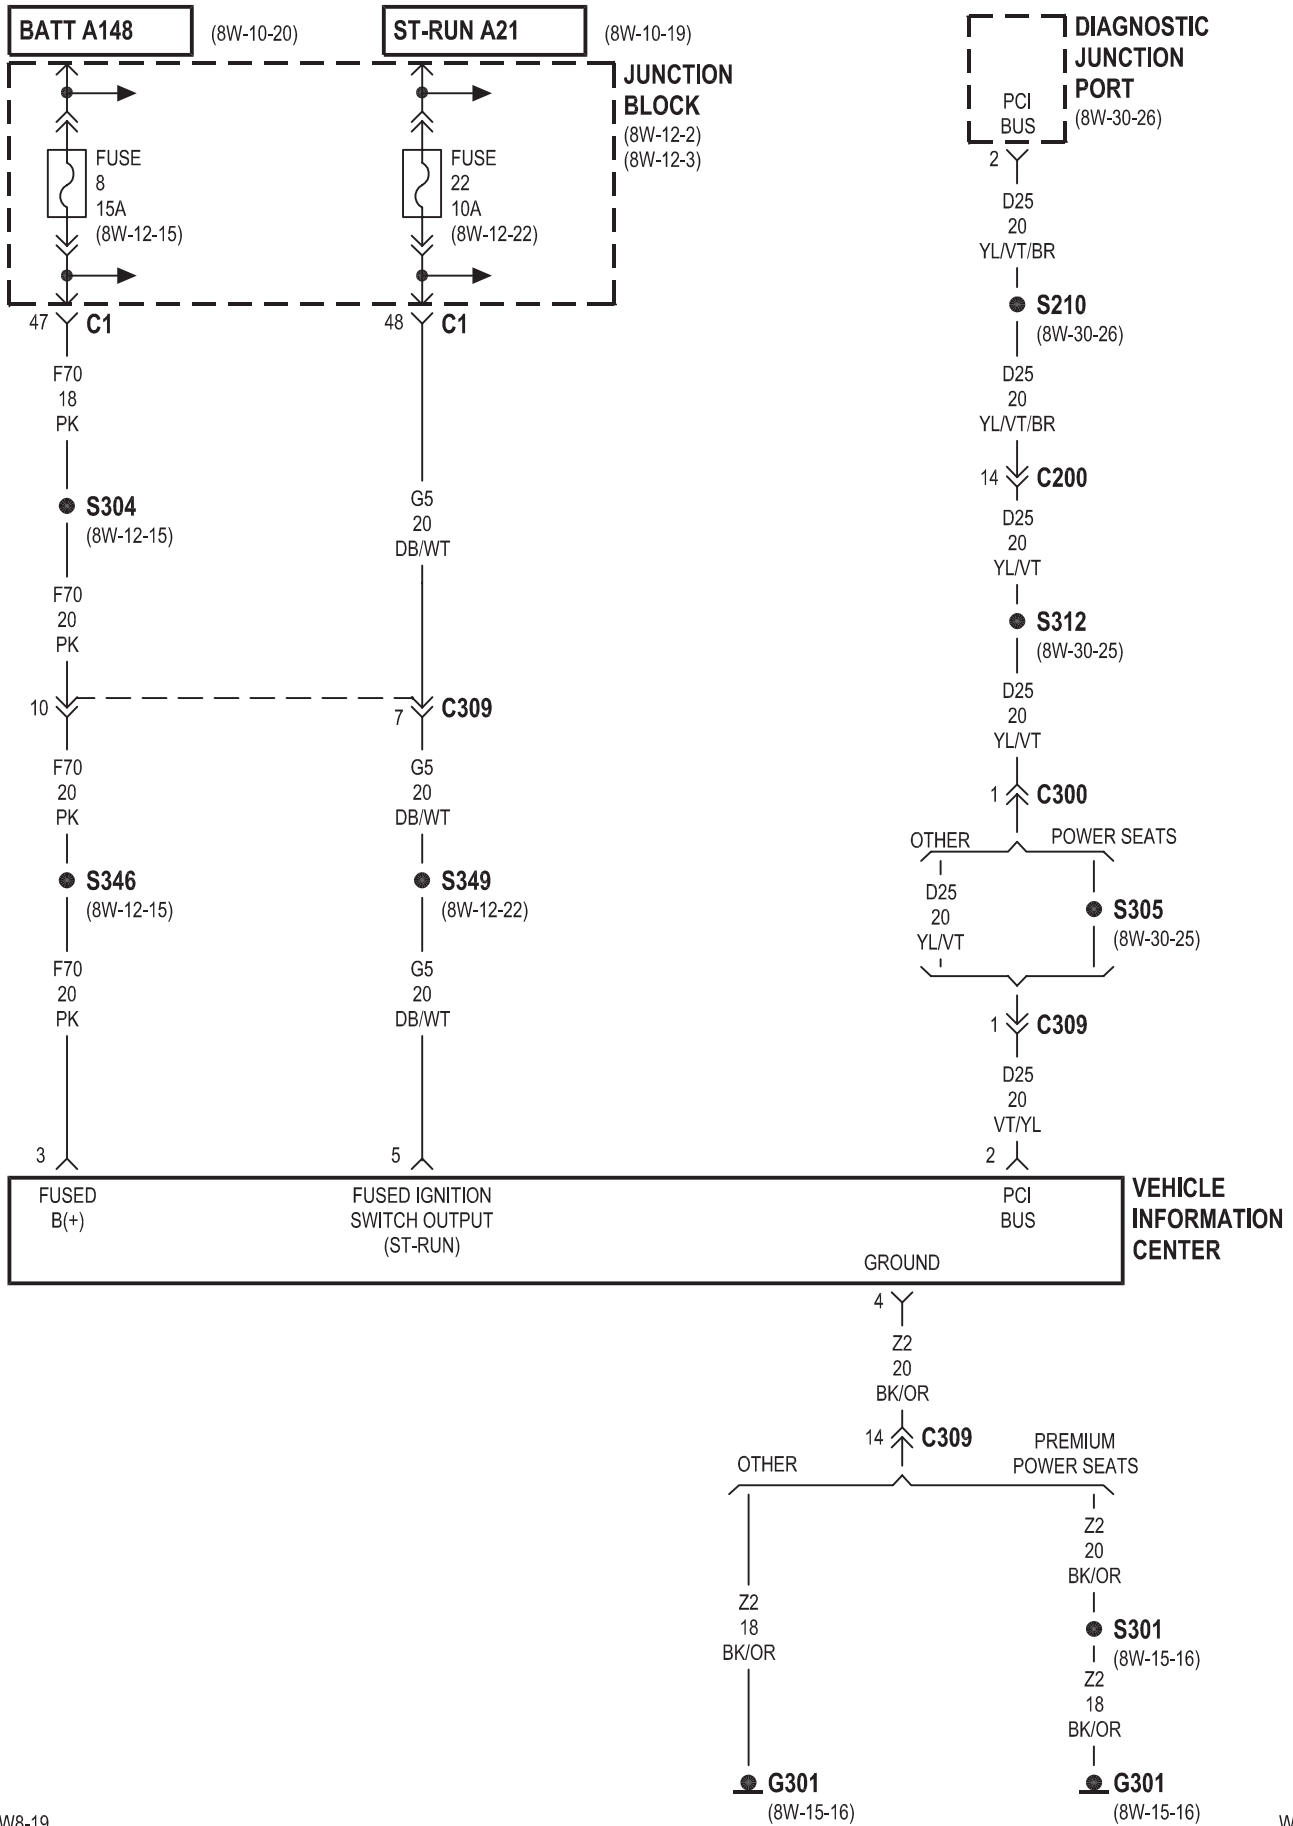 BATT A148
(8W-10-20)
ST-RUN A21
(8W-10-19)
JUNCTION
BLOCK
(8W-12-2)
(8W-12-3)
FUSE
8
15A
(8W-12-15)
FUSE
22
10A
(8W-12-22)
47
C1
48
C1
F70
18
PK
S304
(8W-12-15)
F70
20
PK
G5
20
DB/WT
10
7
C309
F70
20
PK
G5
20
DB/WT
S346
(8W-12-15)
S349
(8W-12-22)
F70
20
PK
G5
20
DB/WT
3
5
DIAGNOSTIC
JUNCTION
PORT
(8W-30-26)
PCI
BUS
2
D25
20
YL/VT/BR
S210
(8W-30-26)
D25
20
YL/VT/BR
14
C200
D25
20
YL/VT
S312
(8W-30-25)
D25
20
YL/VT
1
C300
OTHER
POWER SEATS
D25
20
YL/VT
S305
(8W-30-25)
1
C309
D25
20
VT/YL
2
FUSED
B(+)
FUSED IGNITION
SWITCH OUTPUT
(ST-RUN)
PCI
BUS
GROUND
VEHICLE
INFORMATION
CENTER
4
Z2
20
BK/OR
14
C309
OTHER
PREMIUM
POWER SEATS
Z2
18
BK/OR
G301
(8W-15-16)
Z2
20
BK/OR
S301
(8W-15-16)
Z2
18
BK/OR
G301
(8W-15-16)